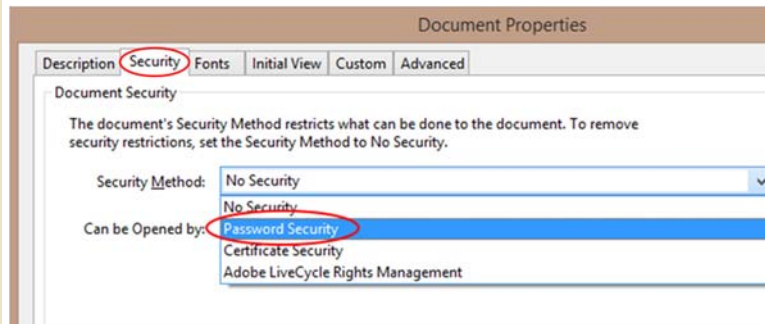 Document Properties
Description Security Fonts Initial View Custom Advanced
Document Security
The document's Security Method restricts what can be done to the document. To remove
security restrictions, set the Security Method to No Security.
Security Method: No Security
No Security
Can be Opened by: Password Security
Certificate Security
Adobe LiveCycle Rights Management